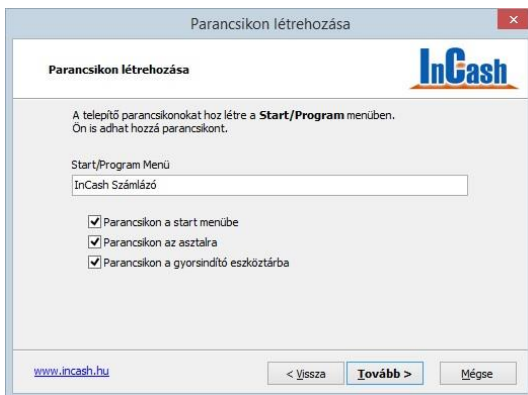 Parancsikon létrehozása
Parancsikon létrehozása
InCash
A telepítő parancsikonokat hoz létre a Start/Program menüben.
Ön is adhat hozzá parancsikont.
Start/Program Menü
InCash Számlázó
Parancsikon a start menübe
Parancsikon az asztalra
Parancsikon a gyorsindító eszköztárba
www.incash.hu
< Vissza
Tovább >
Mégse